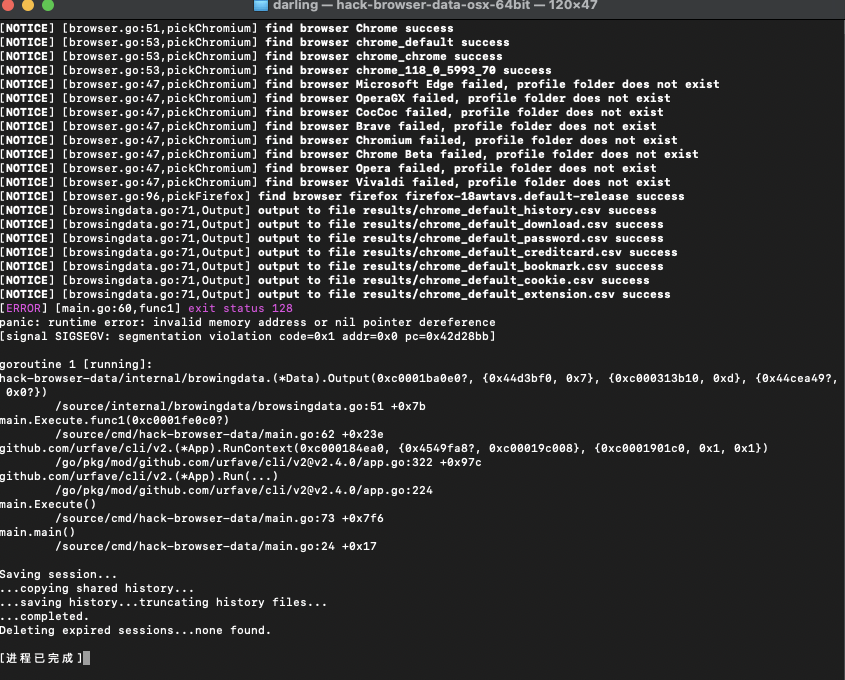 darling — hack-browser-data-osx-64bit — 120×47
[NOTICE] [browser.go:51,pickChromium] find browser Chrome success
[NOTICE] [browser.go:53,pickChromium] find browser chrome_default success
[NOTICE] [browser.go:53,pickChromium] find browser chrome_chrome success
[NOTICE] [browser.go:53,pickChromium] find browser chrome_118_0_5993_70 success
[NOTICE] [browser.go:47,pickChromium] find browser Microsoft Edge failed, profile folder does not exist
[NOTICE] [browser.go:47,pickChromium] find browser OperaGX failed, profile folder does not exist
[NOTICE] [browser.go:47,pickChromium] find browser CocCoc failed, profile folder does not exist
[NOTICE] [browser.go:47,pickChromium] find browser Brave failed, profile folder does not exist
[NOTICE] [browser.go:47,pickChromium] find browser Chromium failed, profile folder does not exist
[NOTICE] [browser.go:47,pickChromium] find browser Chrome Beta failed, profile folder does not exist
[NOTICE] [browser.go:47,pickChromium] find browser Opera failed, profile folder does not exist
[NOTICE] [browser.go:47,pickChromium] find browser Vivaldi failed, profile folder does not exist
[NOTICE] [browser.go:96,pickFirefox] find browser firefox firefox-18awtavs.default-release success
[NOTICE] [browsingdata.go:71,Output] output to file results/chrome_default_history.csv success
[NOTICE] [browsingdata.go:71,Output] output to file results/chrome_default_download.csv success
[NOTICE] [browsingdata.go:71,Output] output to file results/chrome_default_password.csv success
[NOTICE] [browsingdata.go:71,Output] output to file results/chrome_default_creditcard.csv success
[NOTICE] [browsingdata.go:71,Output] output to file results/chrome_default_bookmark.csv success
[NOTICE] [browsingdata.go:71,Output] output to file results/chrome_default_cookie.csv success
[NOTICE] [browsingdata.go:71,Output] output to file results/chrome_default_extension.csv success
[ERROR] [main.go:60,func1] exit status 128
panic: runtime error: invalid memory address or nil pointer dereference
[signal SIGSEGV: segmentation violation code=0x1 addr=0x0 pc=0x42d28bb]
goroutine 1 [running]:
hack-browser-data/internal/browingdata.(*Data).Output(0xc0001ba0e0?, {0x44d3bf0, 0x7}, {0xc000313b10, 0xd}, {0x44cea49?,
0x0?})
/source/internal/browingdata/browsingdata.go:51 +0x7b
main.Execute.func1(0xc0001fe0c0?)
/source/cmd/hack-browser-data/main.go:62 +0x23e
github.com/urfave/cli/v2.(*App).RunContext(0xc000184ea0, {0x4549fa8?, 0xc00019c008}, {0xc0001901c0, 0x1, 0x1})
/go/pkg/mod/github.com/urfave/cli/v2@v2.4.0/app.go:322 +0x97c
github.com/urfave/cli/v2.(*App).Run(...)
/go/pkg/mod/github.com/urfave/cli/v2@v2.4.0/app.go:224
main.Execute()
/source/cmd/hack-browser-data/main.go:73 +0x7f6
main.main()
/source/cmd/hack-browser-data/main.go:24 +0x17
Saving session...
...copying shared history...
...saving history...truncating history files...
...completed.
Deleting expired sessions...none found.
[进程已完成]